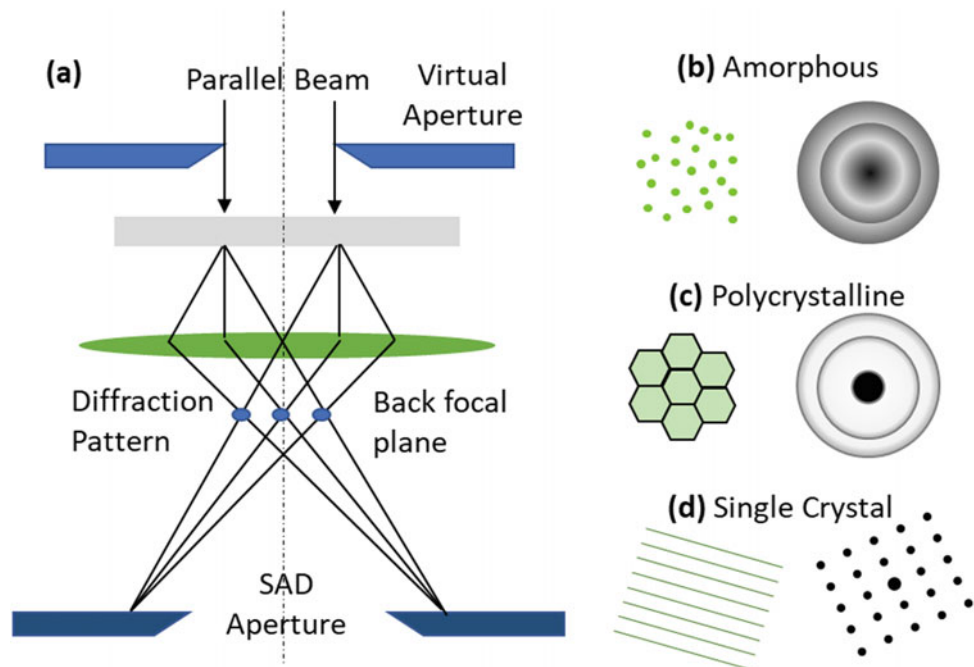 (a)
Parallel Beam
Virtual
Aperture
Diffraction
Pattern
Back focal
plane
SAD
Aperture
(b) Amorphous
(c) Polycrystalline
(d) Single Crystal